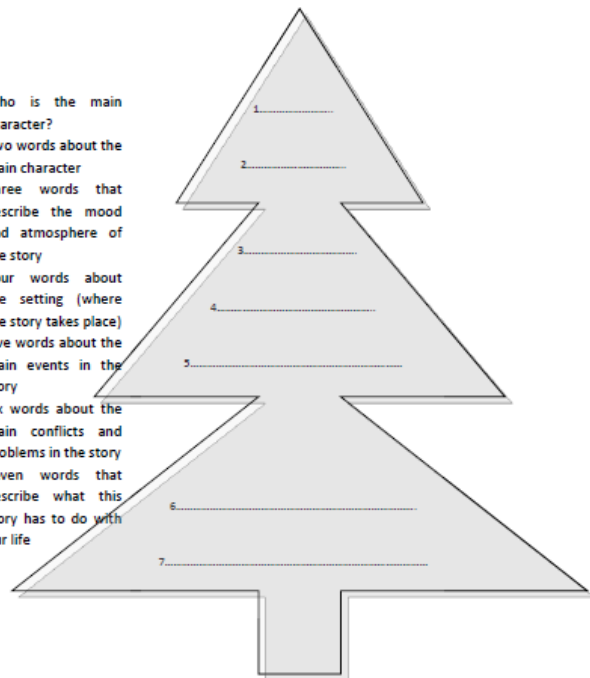 ho is the main
aracter?
wo words about the
ain character
hree words that
escribe the mood
nd atmosphere of
e story
our words about
e setting (where
e story takes place)
ve words about the
ain events in the
ory
x words about the
ain conflicts and
oblems in the story
even words that
escribe what this
ory has to do with
ur life
1..............................
2..............................
3..............................
4..............................
5..............................
6..............................
7..............................